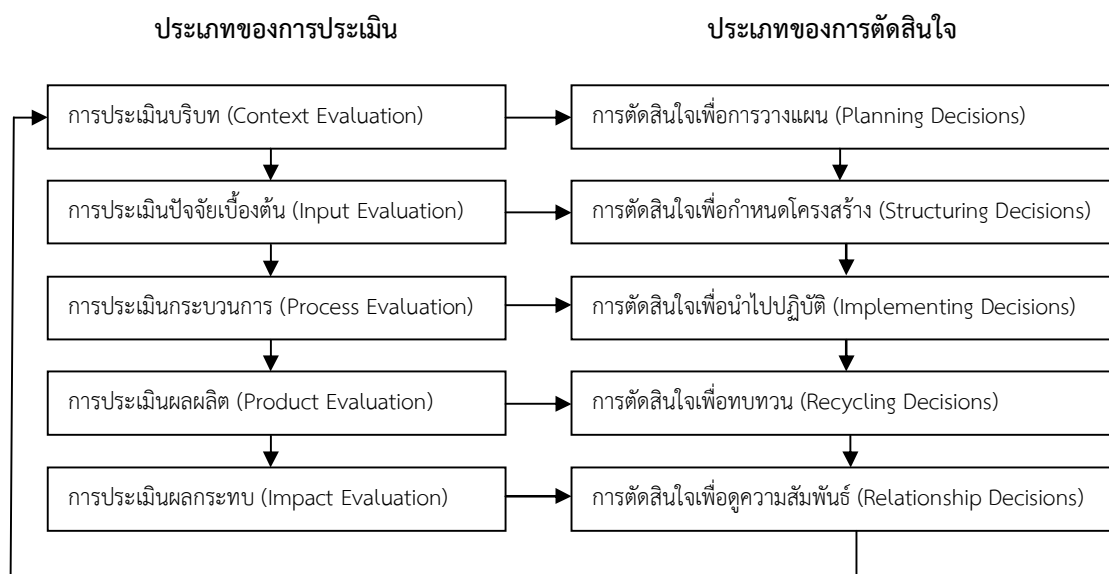 ประเภทของการประเมิน
ประเภทของการตัดสินใจ
การประเมินบริบท (Context Evaluation)
การตัดสินใจเพื่อการวางแผน (Planning Decisions)
การประเมินปัจจัยเบื้องต้น (Input Evaluation)
การตัดสินใจเพื่อกำหนดโครงสร้าง (Structuring Decisions)
การประเมินกระบวนการ (Process Evaluation)
การตัดสินใจเพื่อนำไปปฏิบัติ (Implementing Decisions)
การประเมินผลผลิต (Product Evaluation)
การตัดสินใจเพื่อทบทวน (Recycling Decisions)
การประเมินผลกระทบ (Impact Evaluation)
การตัดสินใจเพื่อดูความสัมพันธ์ (Relationship Decisions)